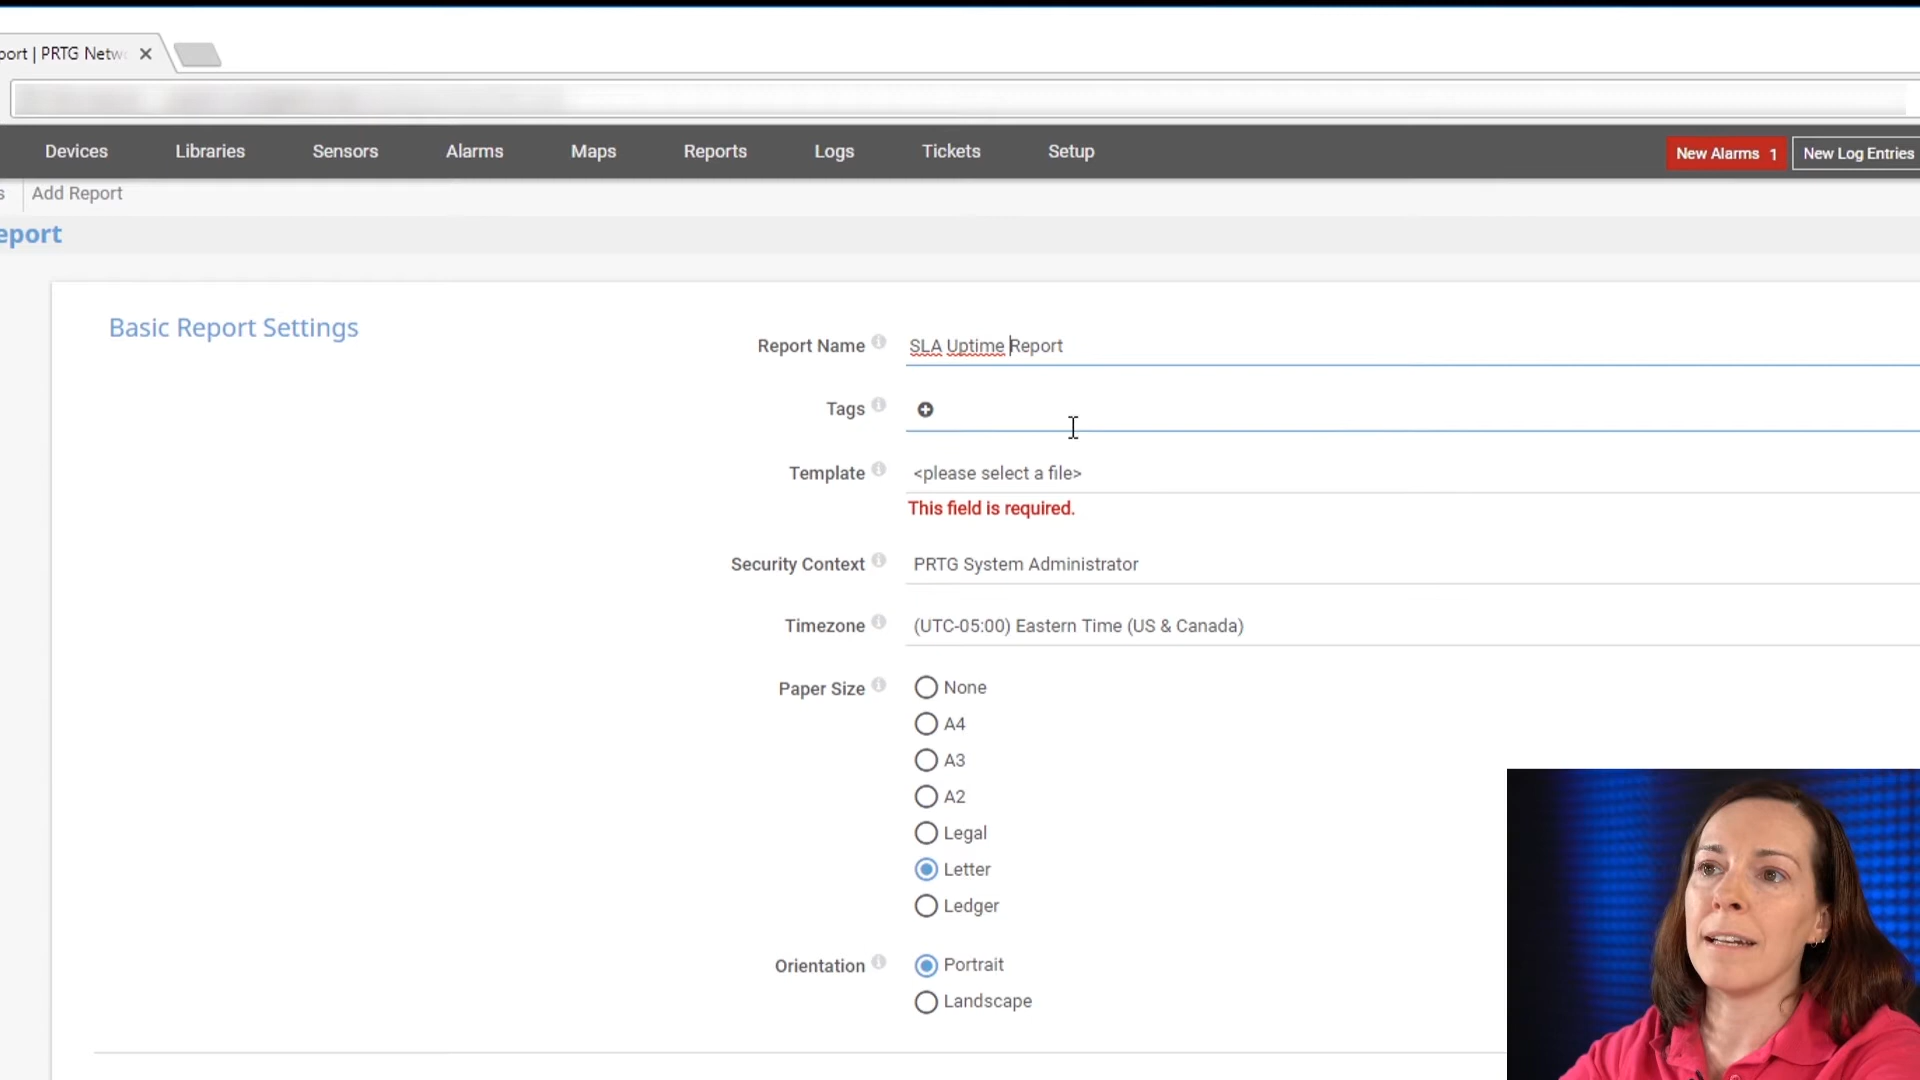 port | PRTG Netw
Devices Libraries Sensors Alarms Maps Reports Logs Tickets Setup New Alarms 1 New Log Entries
s Add Report
eport
Basic Report Settings
Report Name SLA Uptime Report
Tags
Template <please select a file>
This field is required.
Security Context PRTG System Administrator
Timezone (UTC-05:00) Eastern Time (US & Canada)
Paper Size None
A4
A3
A2
Legal
Letter
Ledger
Orientation Portrait
Landscape